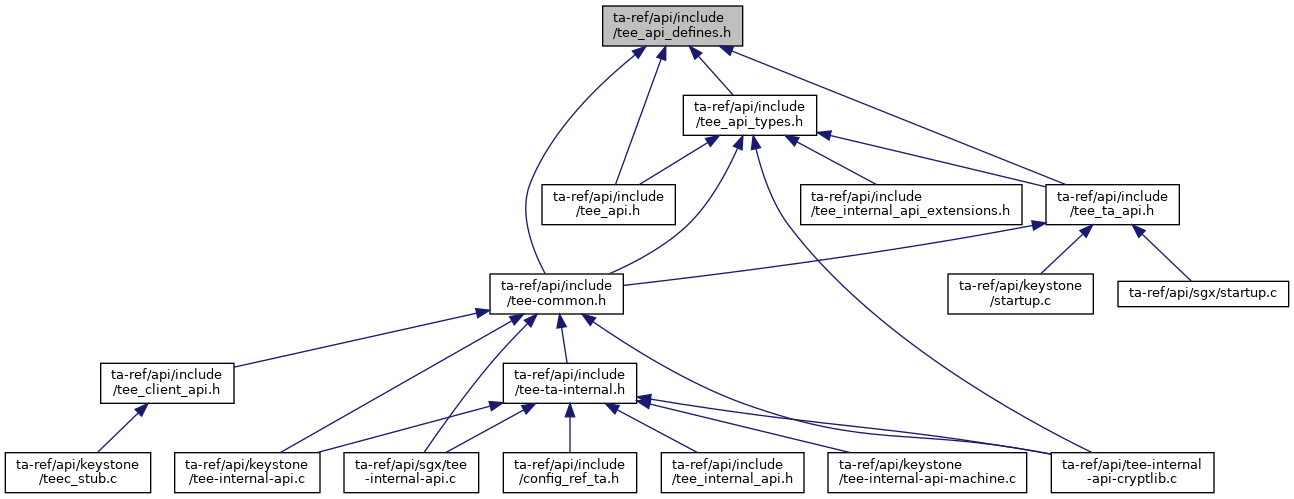 ta-ref/api/include
/tee_api_defines.h
ta-ref/api/include
/tee_api_types.h
ta-ref/api/include
/tee_api.h
ta-ref/api/include
/tee_internal_api_extensions.h
ta-ref/api/include
/tee_ta_api.h
ta-ref/api/include
/tee-common.h
ta-ref/api/keystone
/startup.c
ta-ref/api/sgx/startup.c
ta-ref/api/include
/tee_client_api.h
ta-ref/api/include
/tee-ta-internal.h
ta-ref/api/keystone
/teec_stub.c
ta-ref/api/keystone
/tee-internal-api.c
ta-ref/api/sgx/tee
-internal-api.c
ta-ref/api/include
/config_ref_ta.h
ta-ref/api/include
/tee_internal_api.h
ta-ref/api/keystone
/tee-internal-api-machine.c
ta-ref/api/tee-internal
-api-cryptlib.c